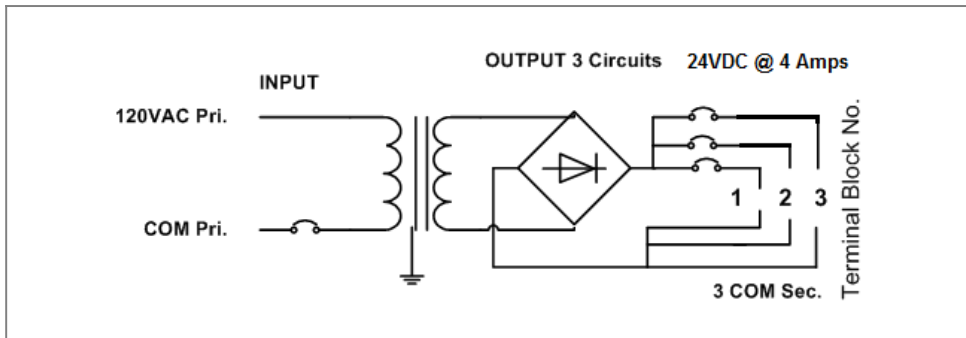 OUTPUT 3 Circuits 24VDC @ 4 Amps
INPUT
120VAC Pri.
COM Pri.
1 2 3
Terminal Block No.
3 COM Sec.